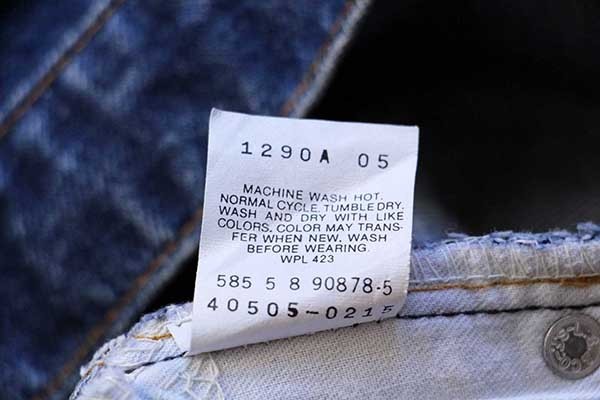 1290A 05
MACHINE WASH HOT.
NORMAL CYCLE. TUMBLE DRY.
WASH AND DRY WITH LIKE
COLORS. COLOR MAY TRANS-
FER WHEN NEW. WASH
BEFORE WEARING.
WPL 423
585 5 8 90878-5
40505-0215